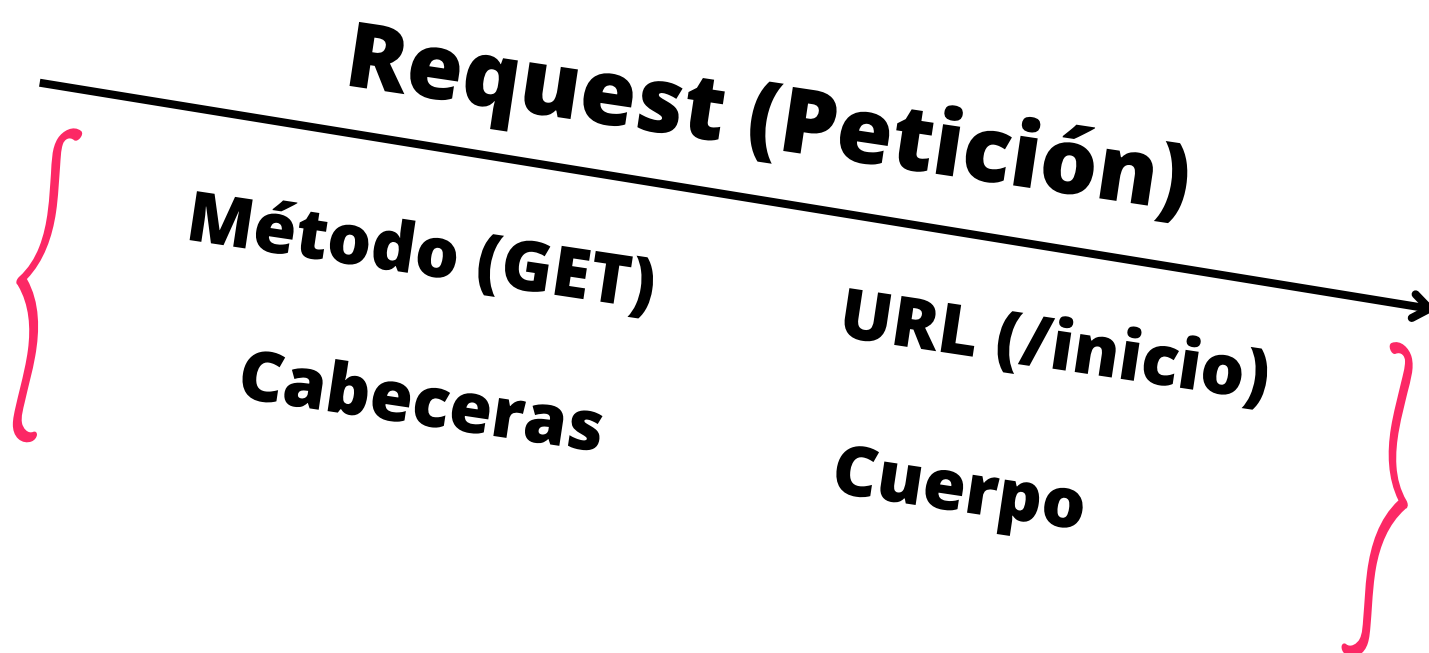 Request (Petición)
Método (GET)
URL (/inicio)
Cabeceras
Cuerpo